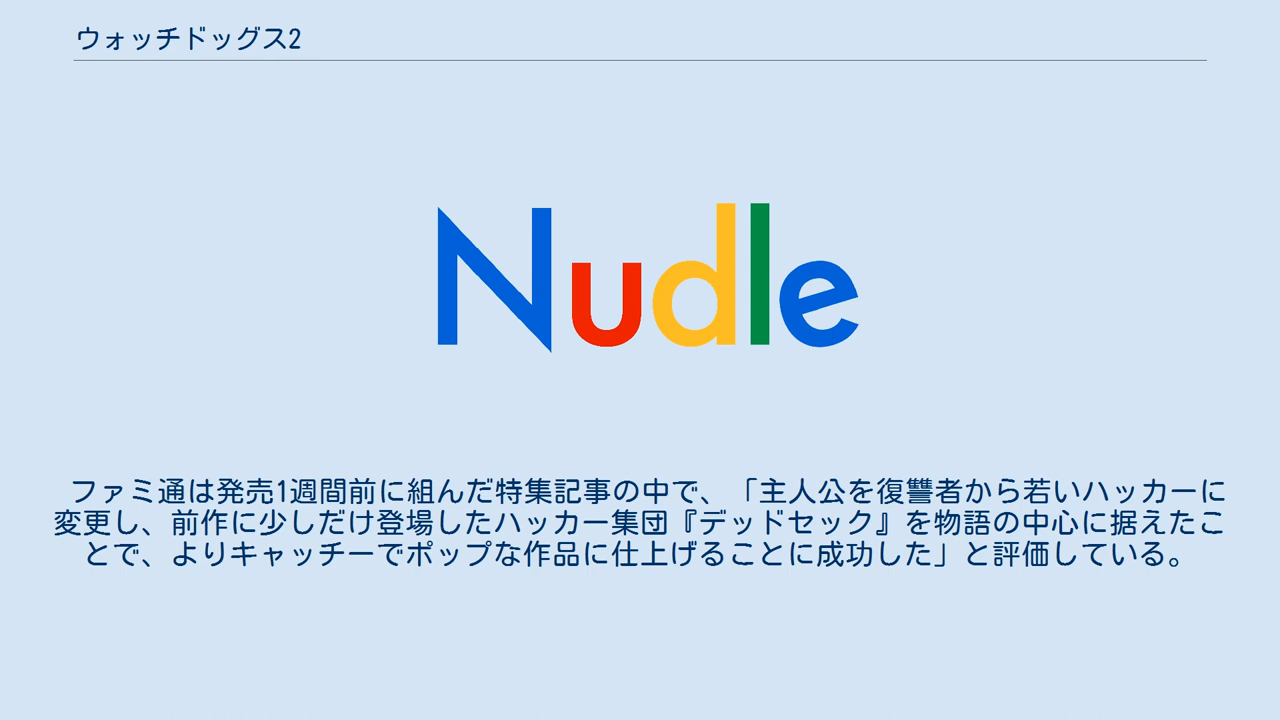 ウォッチドッグス2
Nudle
ファミ通は発売1週間前に組んだ特集記事の中で、「主人公を復讐者から若いハッカーに
変更し、前作に少しだけ登場したハッカー集団『デッドセック』を物語の中心に据えたこ
とで、よりキャッチーでポップな作品に仕上げることに成功した」と評価している。